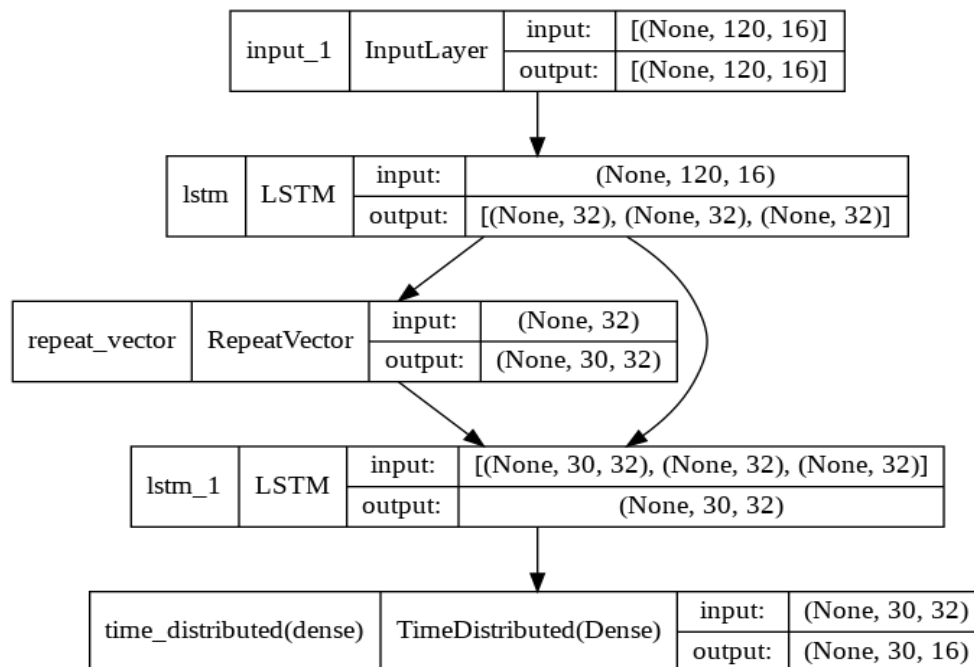 input_1 InputLayer input: [(None, 120, 16)]
output: [(None, 120, 16)]
lstm LSTM input: (None, 120, 16)
output: [(None, 32), (None, 32), (None, 32)]
repeat_vector RepeatVector input: (None, 32)
output: (None, 30, 32)
lstm_1 LSTM input: [(None, 30, 32), (None, 32), (None, 32)]
output: (None, 30, 32)
time_distributed(dense) TimeDistributed(Dense) input: (None, 30, 32)
output: (None, 30, 16)